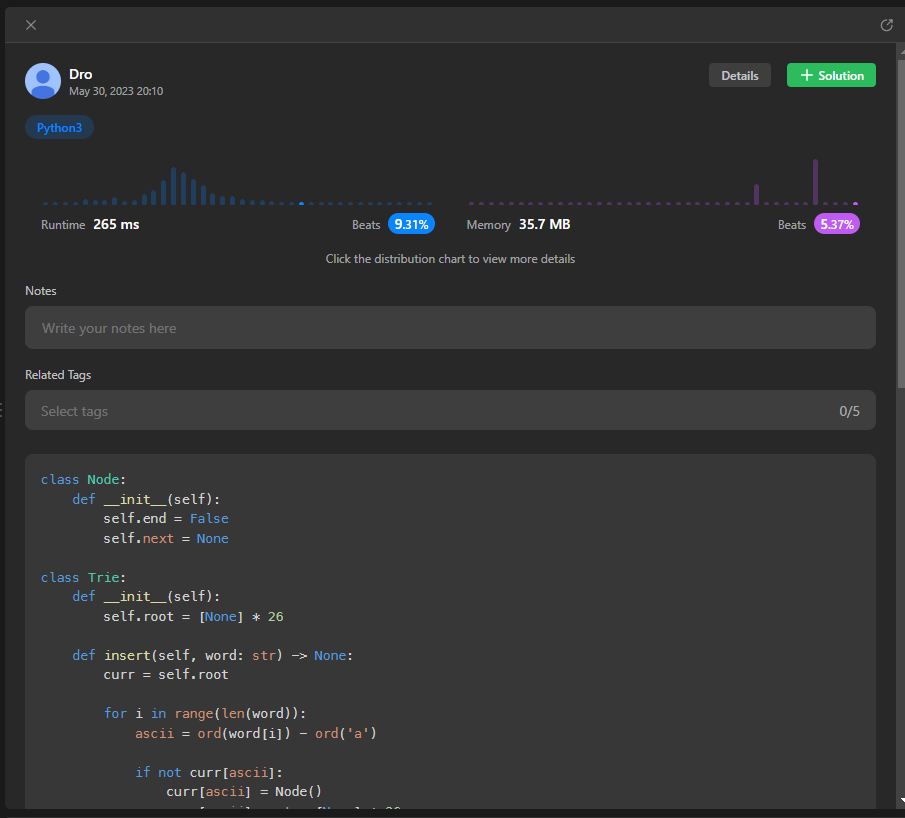 Dro
May 30, 2023 20:10
Details
+ Solution
Python3
Runtime 265 ms Beats 9.31%
Memory 35.7 MB Beats 5.37%
Click the distribution chart to view more details
Notes
Write your notes here
Related Tags
Select tags 0/5
class Node:
    def __init__(self):
        self.end = False
        self.next = None
class Trie:
    def __init__(self):
        self.root = [None] * 26
    def insert(self, word: str) -> None:
        curr = self.root
        for i in range(len(word)):
            ascii = ord(word[i]) - ord('a')
            if not curr[ascii]:
                curr[ascii] = Node()